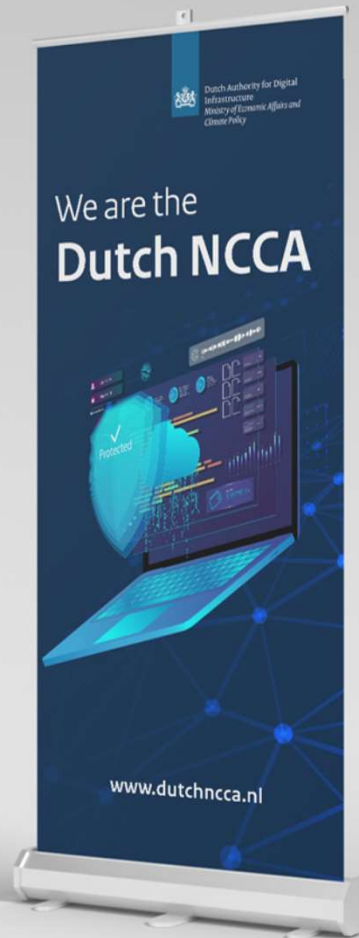 Dutch Authority for Digital
Infrastructure
Ministry of Economic Affairs and
Climate Policy
We are the
Dutch NCCA
Protected
www.dutchncca.nl